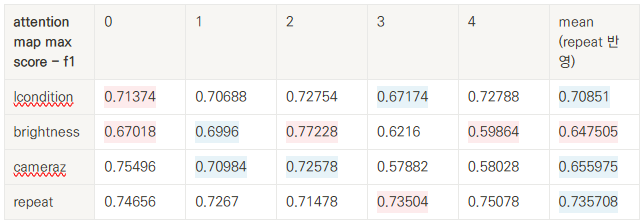 attention map max score - f1 0 1 2 3 4 mean (repeat 반영)
lcondition 0.71374 0.70688 0.72754 0.67174 0.72788 0.70851
brightness 0.67018 0.6996 0.77228 0.6216 0.59864 0.647505
cameraz 0.75496 0.70984 0.72578 0.57882 0.58028 0.655975
repeat 0.74656 0.7267 0.71478 0.73504 0.75078 0.735708